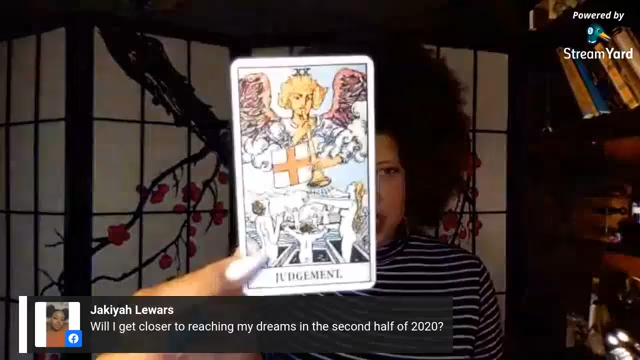 Powered by
StreamYard
XX
JUDGEMENT.
Jakiyah Lewars
Will I get closer to reaching my dreams in the second half of 2020?